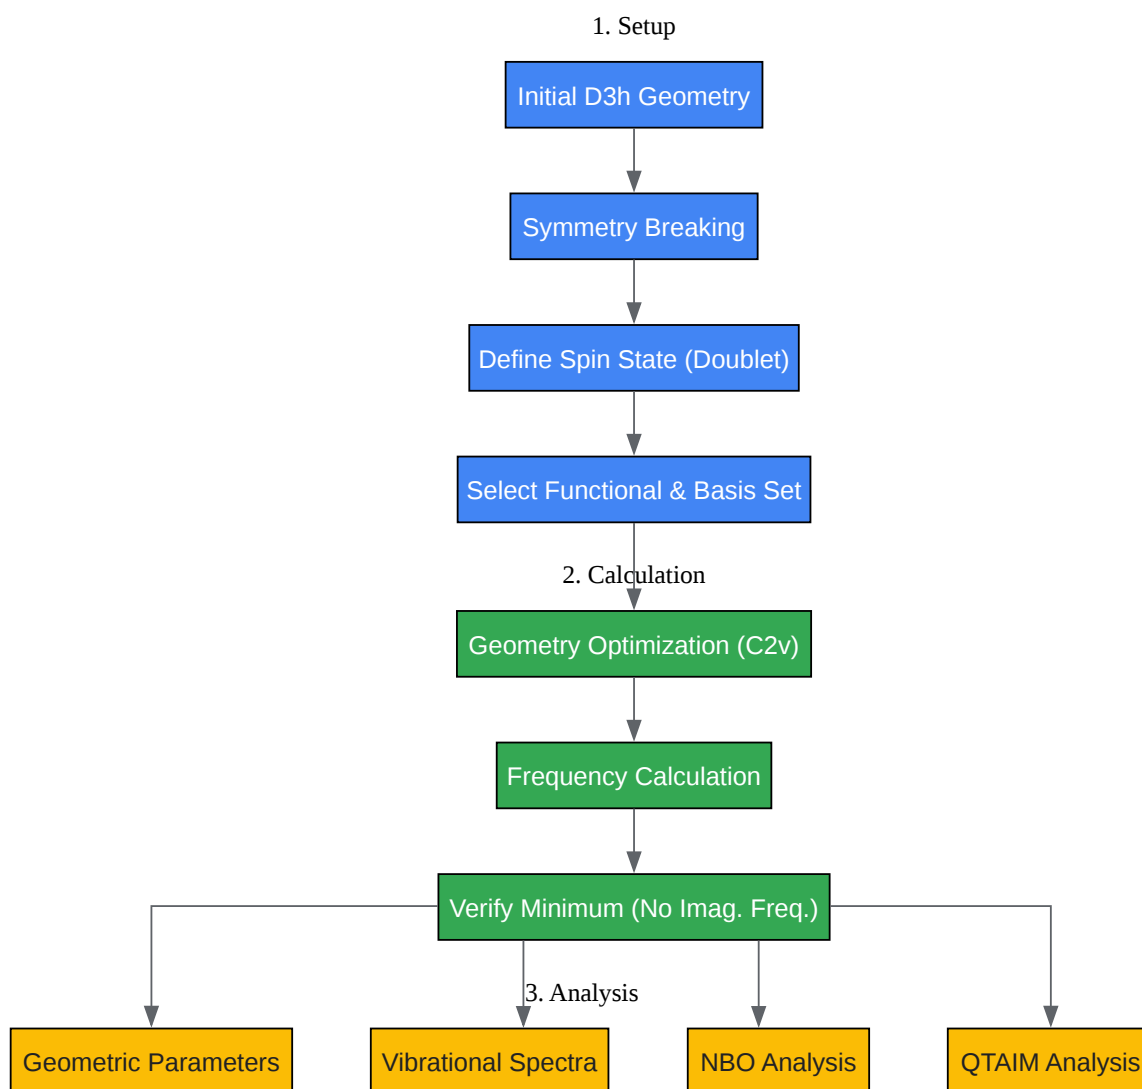 1. Setup
Initial D3h Geometry
Symmetry Breaking
Define Spin State (Doublet)
Select Functional & Basis Set
2. Calculation
Geometry Optimization (C2v)
Frequency Calculation
Verify Minimum (No Imag. Freq.)
3. Analysis
Geometric Parameters
Vibrational Spectra
NBO Analysis
QTAIM Analysis